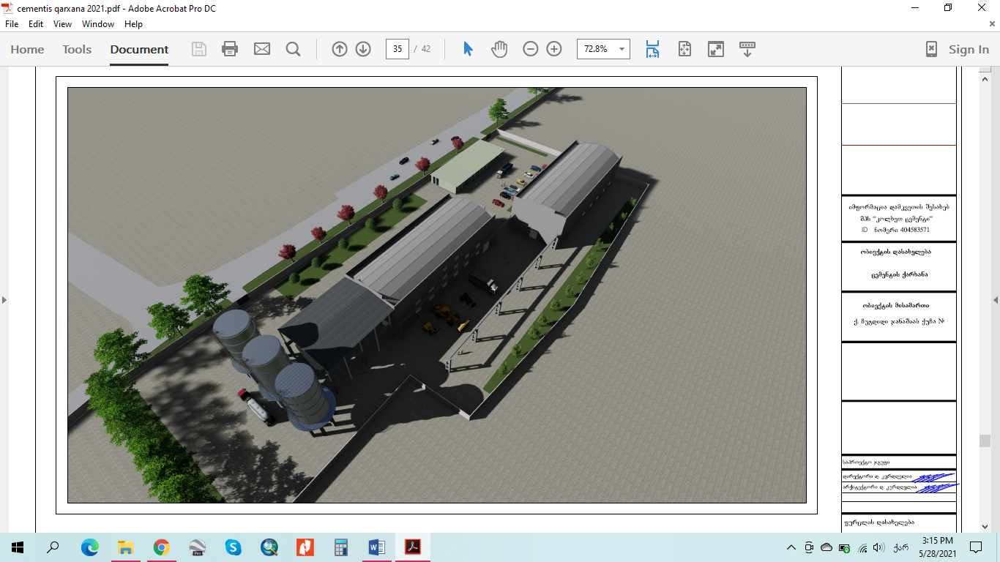 cementis qarxana 2021.pdf - Adobe Acrobat Pro DC
File Edit View Window Help
Home Tools Document 35 / 42 72.8% Sign In
ინფორმაცია დამკვეთის შესახებ
შპს "კოლხეთ ცემენტი"
ID ნომერი 404583571
ობიექტის დასახელება
ცემენტის ქარხანა
ობიექტის მისამართი
ქ. ზუგდიდი ჯანაშიას ქუჩა №
საპროექტო ჯგუფი
დირექტორი დ. კურდღელია
არქიტექტორი დ. კურდღელია
ფურცლის დასახელება
ქარ
3:15 PM
5/28/2021